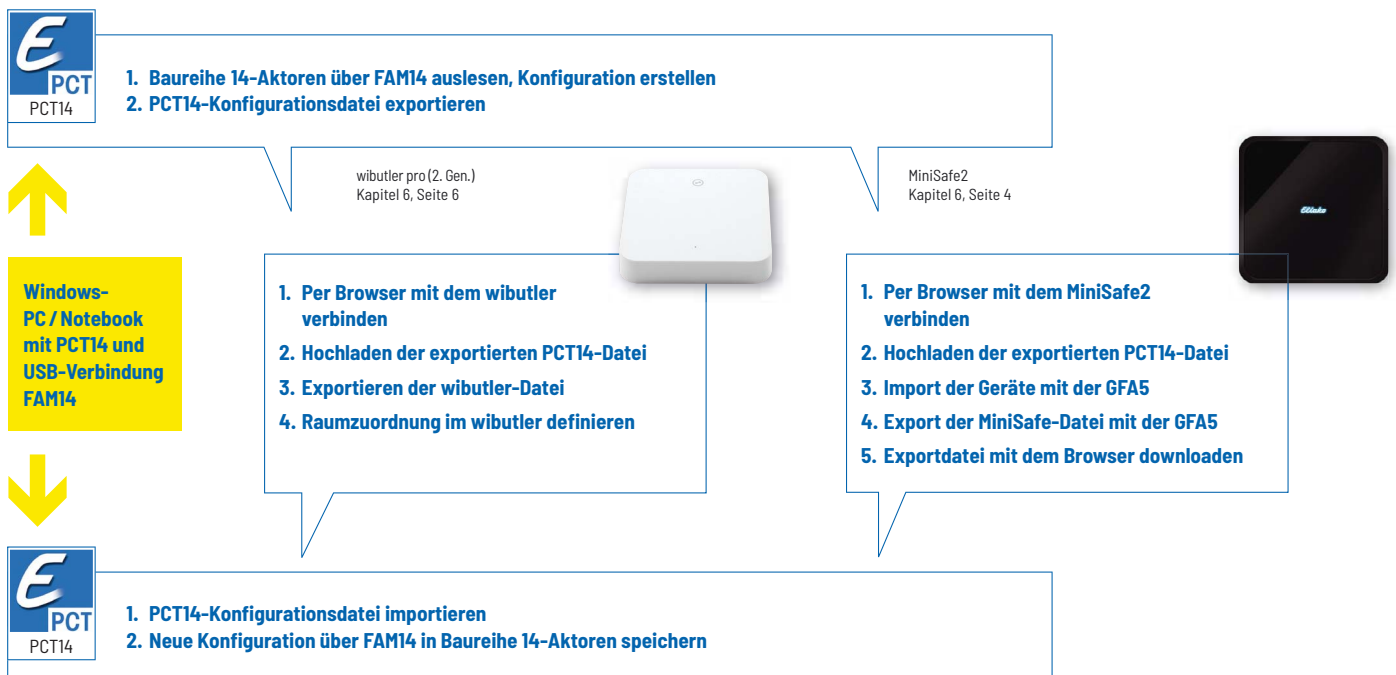 PCT
PCT14
1. Baureihe 14-Aktoren über FAM14 auslesen, Konfiguration erstellen
2. PCT14-Konfigurationsdatei exportieren
wibutler pro (2. Gen.)
Kapitel 6, Seite 6
MiniSafe2
Kapitel 6, Seite 4
Eltako
Windows-
PC / Notebook
mit PCT14 und
USB-Verbindung
FAM14
1. Per Browser mit dem wibutler
verbinden
2. Hochladen der exportierten PCT14-Datei
3. Exportieren der wibutler-Datei
4. Raumzuordnung im wibutler definieren
1. Per Browser mit dem MiniSafe2
verbinden
2. Hochladen der exportierten PCT14-Datei
3. Import der Geräte mit der GFA5
4. Export der MiniSafe-Datei mit der GFA5
5. Exportdatei mit dem Browser downloaden
PCT
PCT14
1. PCT14-Konfigurationsdatei importieren
2. Neue Konfiguration über FAM14 in Baureihe 14-Aktoren speichern